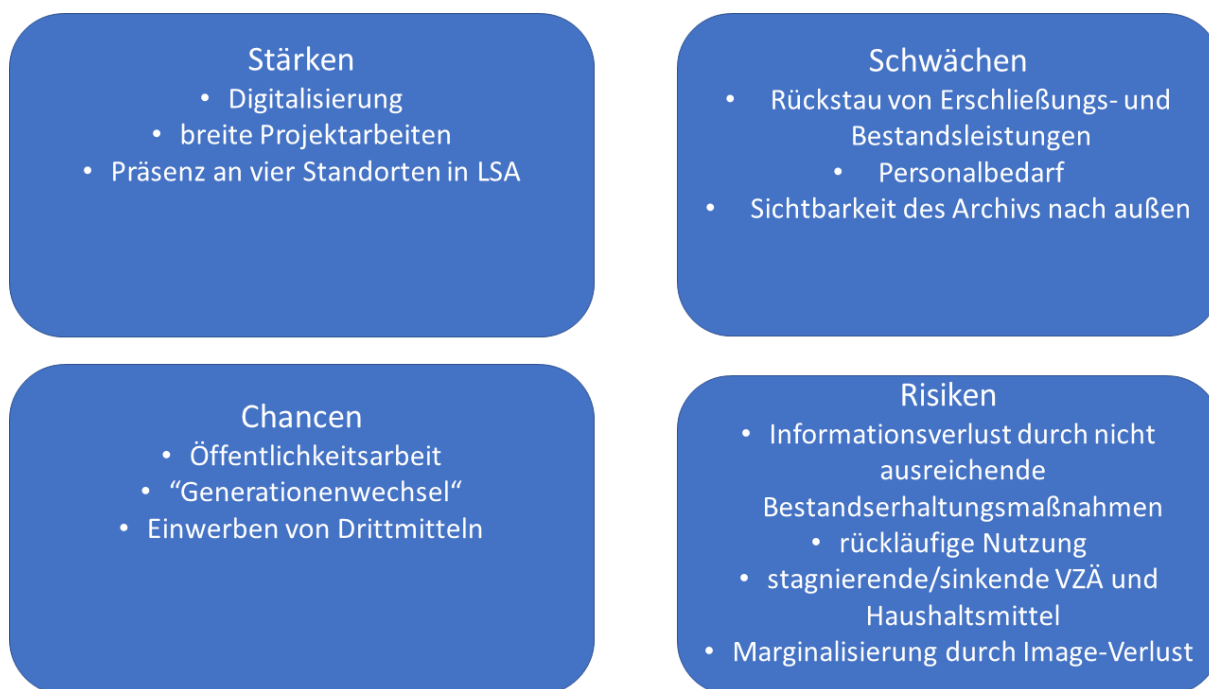 Stärken
• Digitalisierung
• breite Projektarbeiten
• Präsenz an vier Standorten in LSA
Schwächen
• Rückstau von Erschließungs- und
Bestandsleistungen
• Personalbedarf
• Sichtbarkeit des Archivs nach außen
Chancen
• Öffentlichkeitsarbeit
• “Generationenwechsel“
• Einwerben von Drittmitteln
Risiken
• Informationsverlust durch nicht
ausreichende
Bestandserhaltungsmaßnahmen
• rückläufige Nutzung
• stagnierende/sinkende VZÄ und
Haushaltsmittel
• Marginalisierung durch Image-Verlust